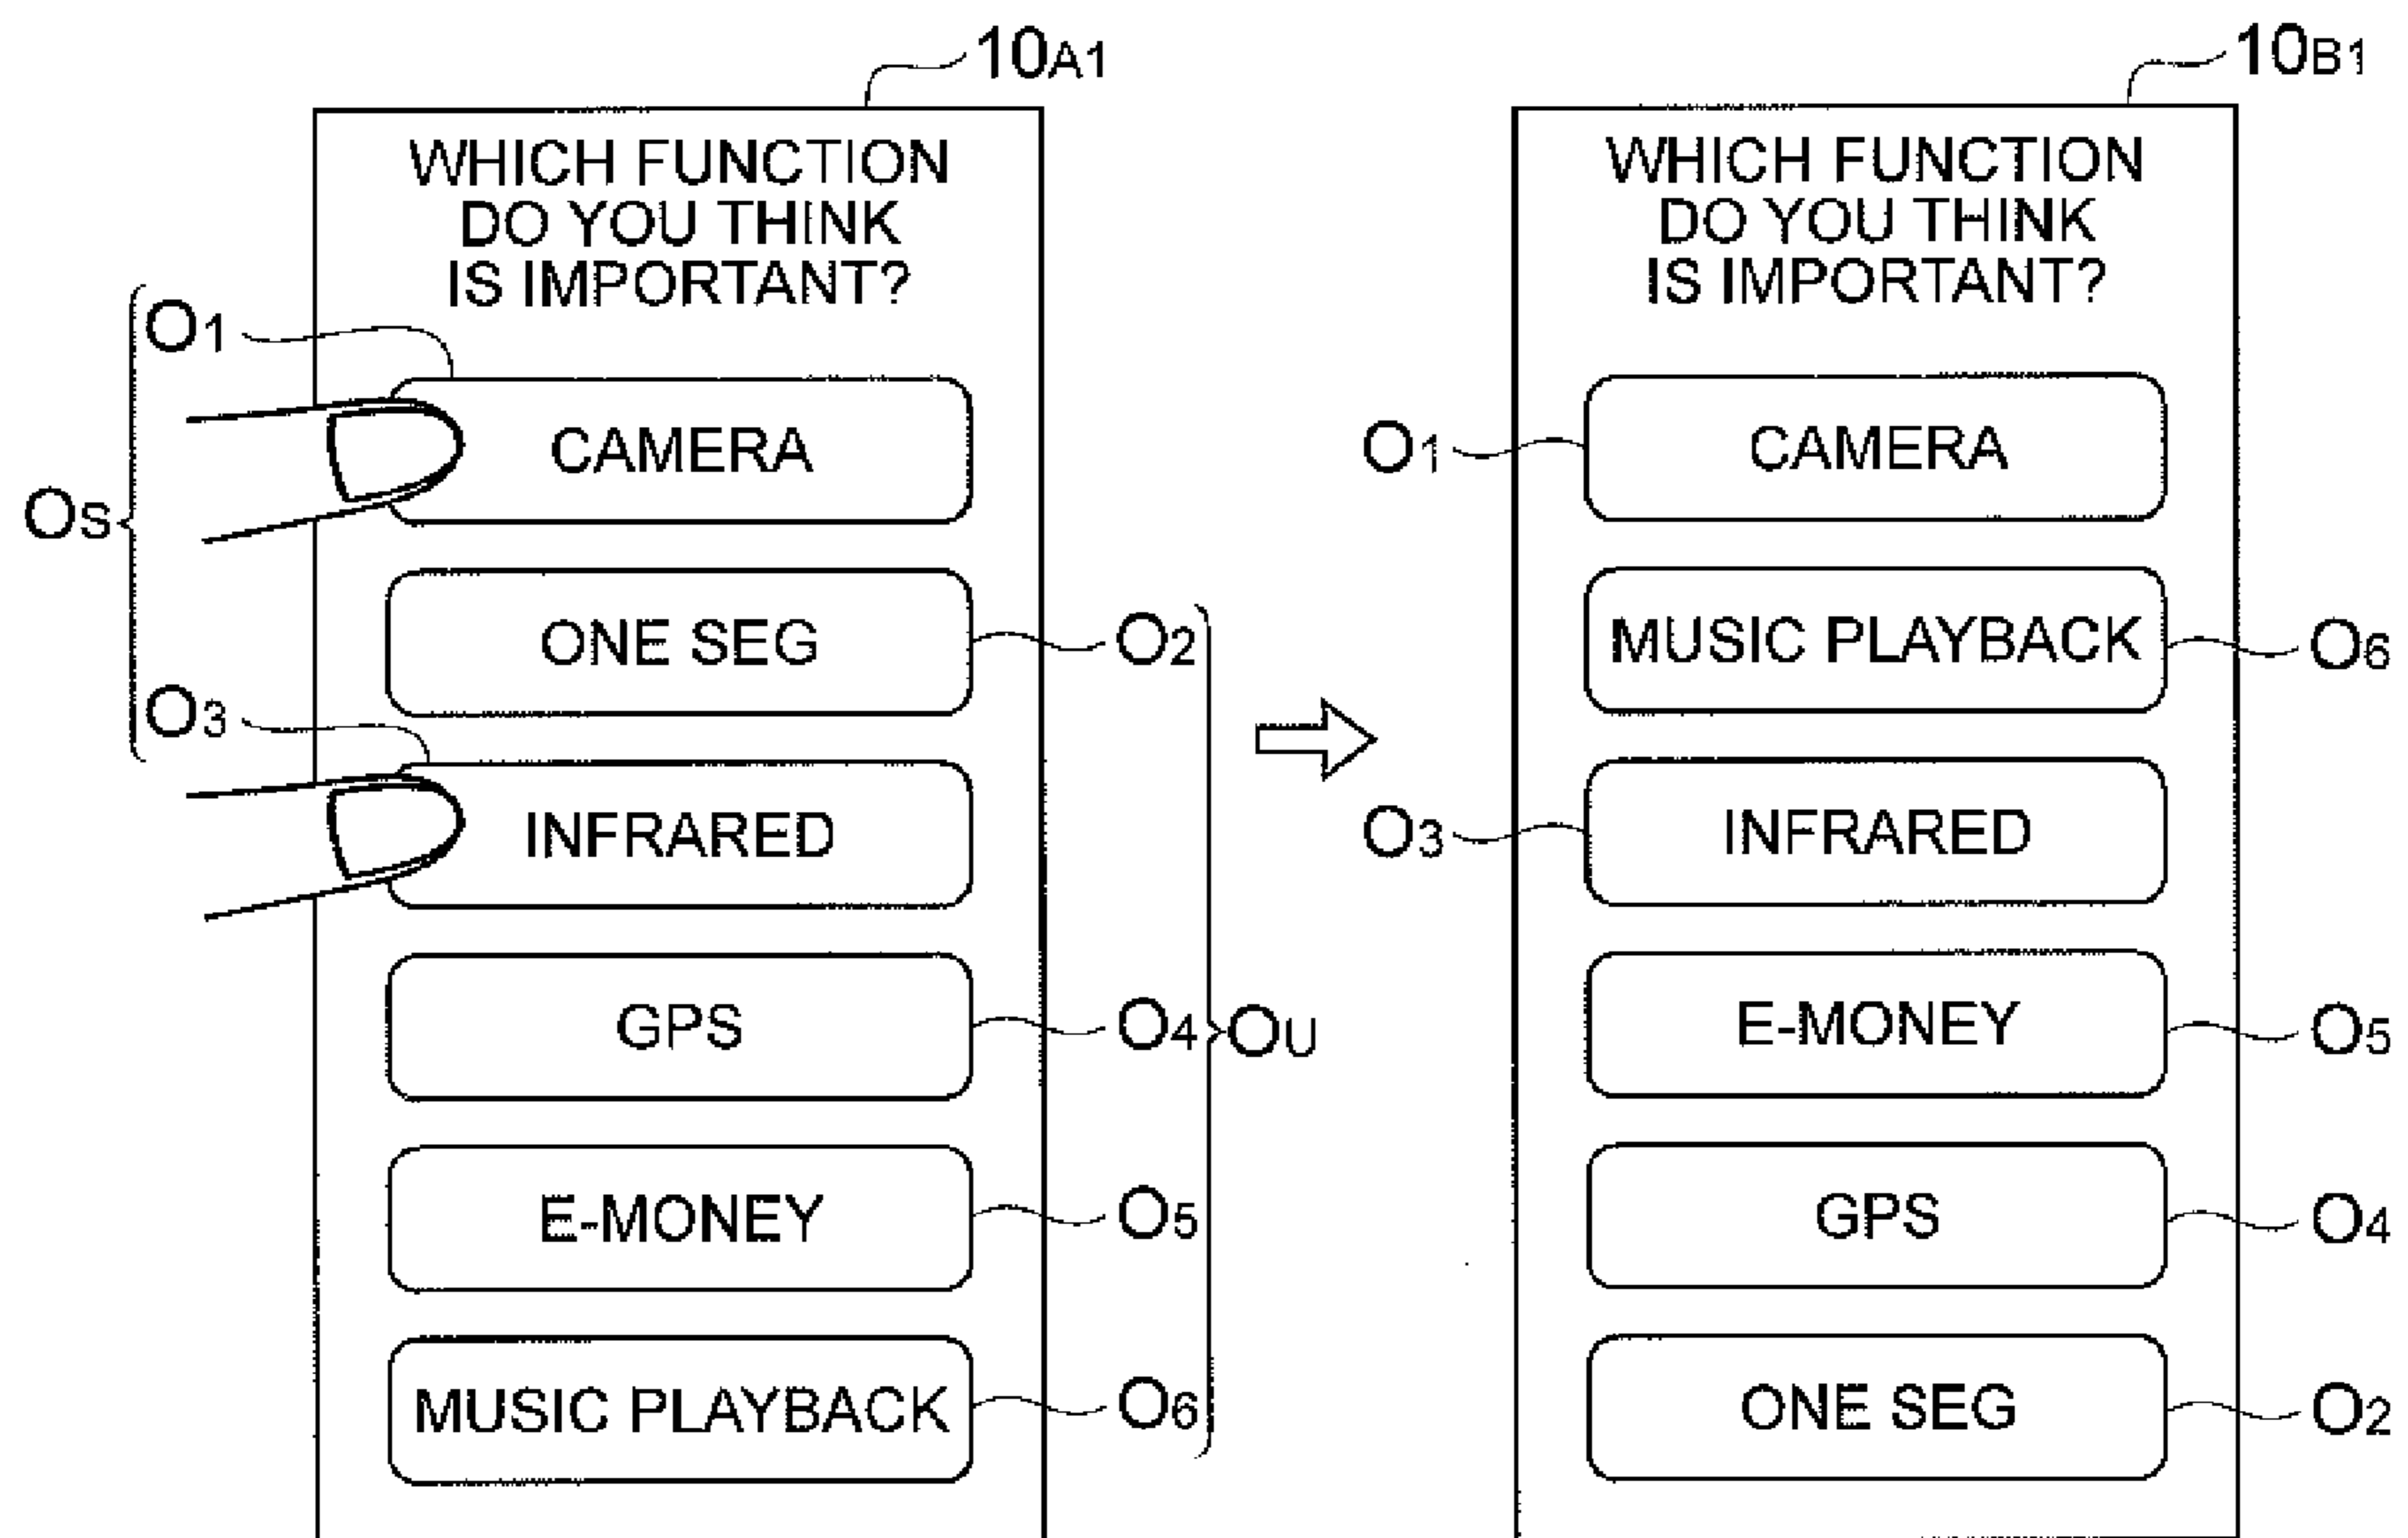 10A1
WHICH FUNCTION
DO YOU THINK
IS IMPORTANT?
O1
CAMERA
OS
ONE SEG
O2
O3
INFRARED
GPS
O4
OU
E-MONEY
O5
MUSIC PLAYBACK
O6
10B1
WHICH FUNCTION
DO YOU THINK
IS IMPORTANT?
O1
CAMERA
MUSIC PLAYBACK
O6
O3
INFRARED
E-MONEY
O5
GPS
O4
ONE SEG
O2